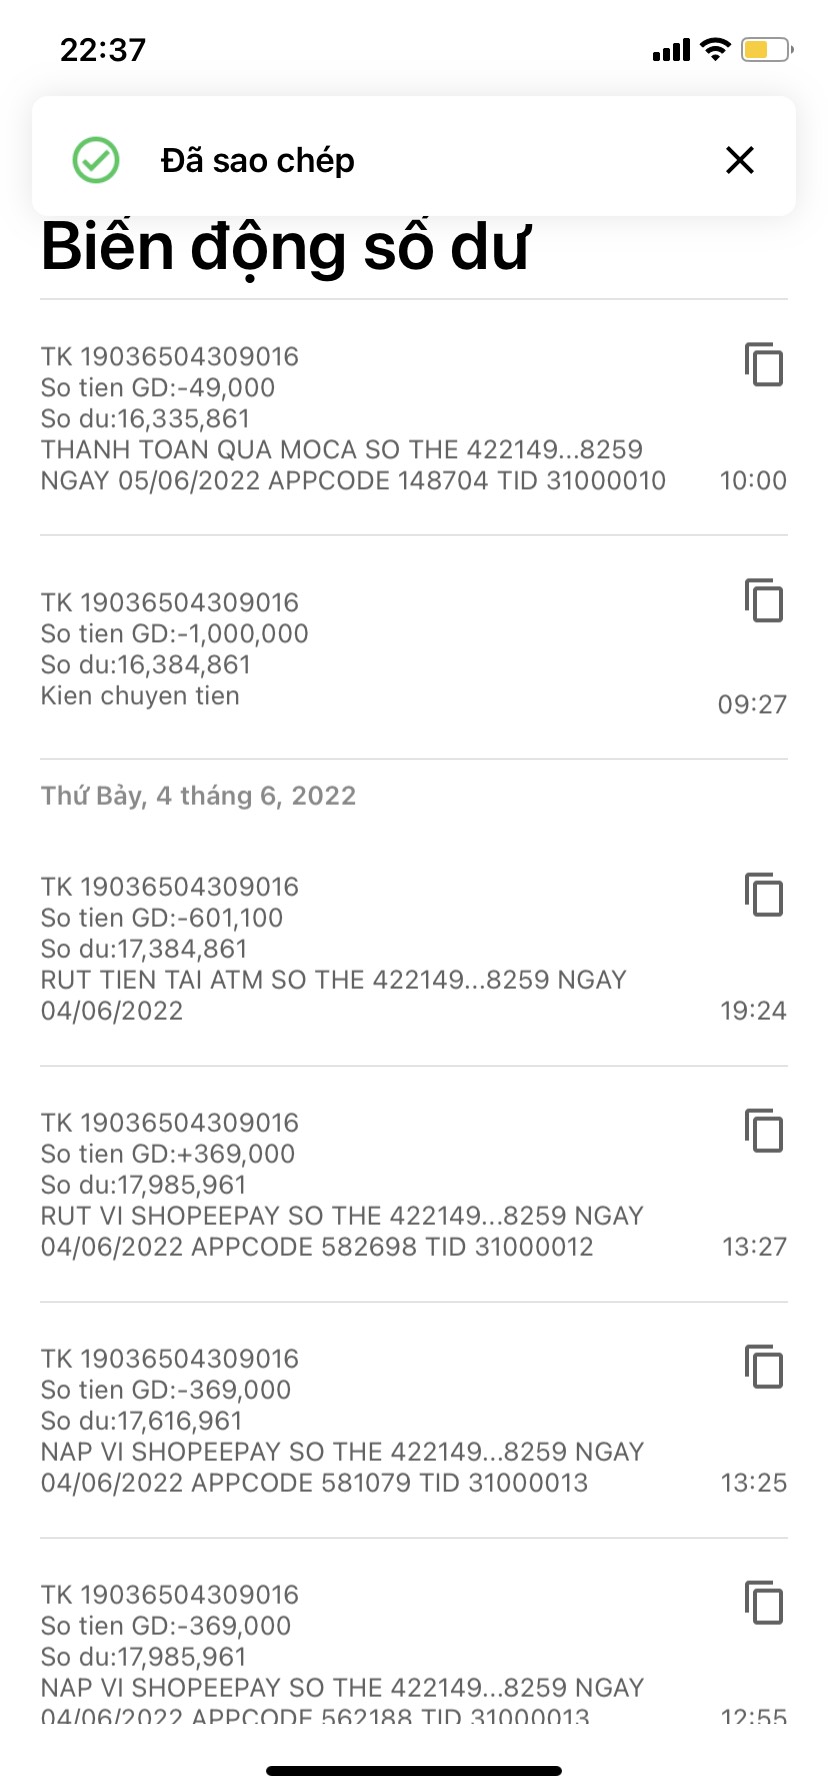 22:37
Đã sao chép
Biến động số dư
TK 19036504309016
So tien GD:-49,000
So du:16,335,861
THANH TOAN QUA MOCA SO THE 422149...8259
NGAY 05/06/2022 APPCODE 148704 TID 31000010
10:00
TK 19036504309016
So tien GD:-1,000,000
So du:16,384,861
Kien chuyen tien
09:27
Thứ Bảy, 4 tháng 6, 2022
TK 19036504309016
So tien GD:-601,100
So du:17,384,861
RUT TIEN TAI ATM SO THE 422149...8259 NGAY
04/06/2022
19:24
TK 19036504309016
So tien GD:+369,000
So du:17,985,961
RUT VI SHOPEEPAY SO THE 422149...8259 NGAY
04/06/2022 APPCODE 582698 TID 31000012
13:27
TK 19036504309016
So tien GD:-369,000
So du:17,616,961
NAP VI SHOPEEPAY SO THE 422149...8259 NGAY
04/06/2022 APPCODE 581079 TID 31000013
13:25
TK 19036504309016
So tien GD:-369,000
So du:17,985,961
NAP VI SHOPEEPAY SO THE 422149...8259 NGAY
04/06/2022 APPCODE 562188 TID 31000013
12:55